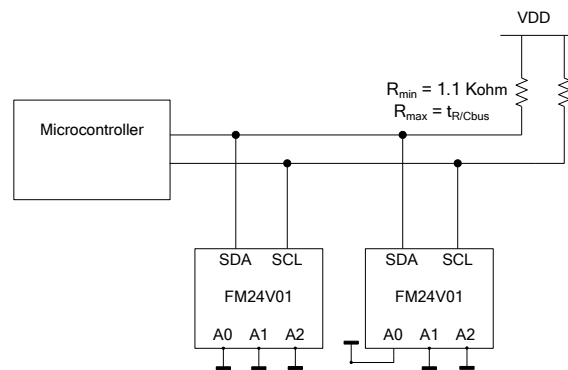 VDD
Rmin = 1.1 Kohm
Rmax = tR/Cbus
Microcontroller
SDA SCL
FM24V01
A0 A1 A2
SDA SCL
FM24V01
A0 A1 A2